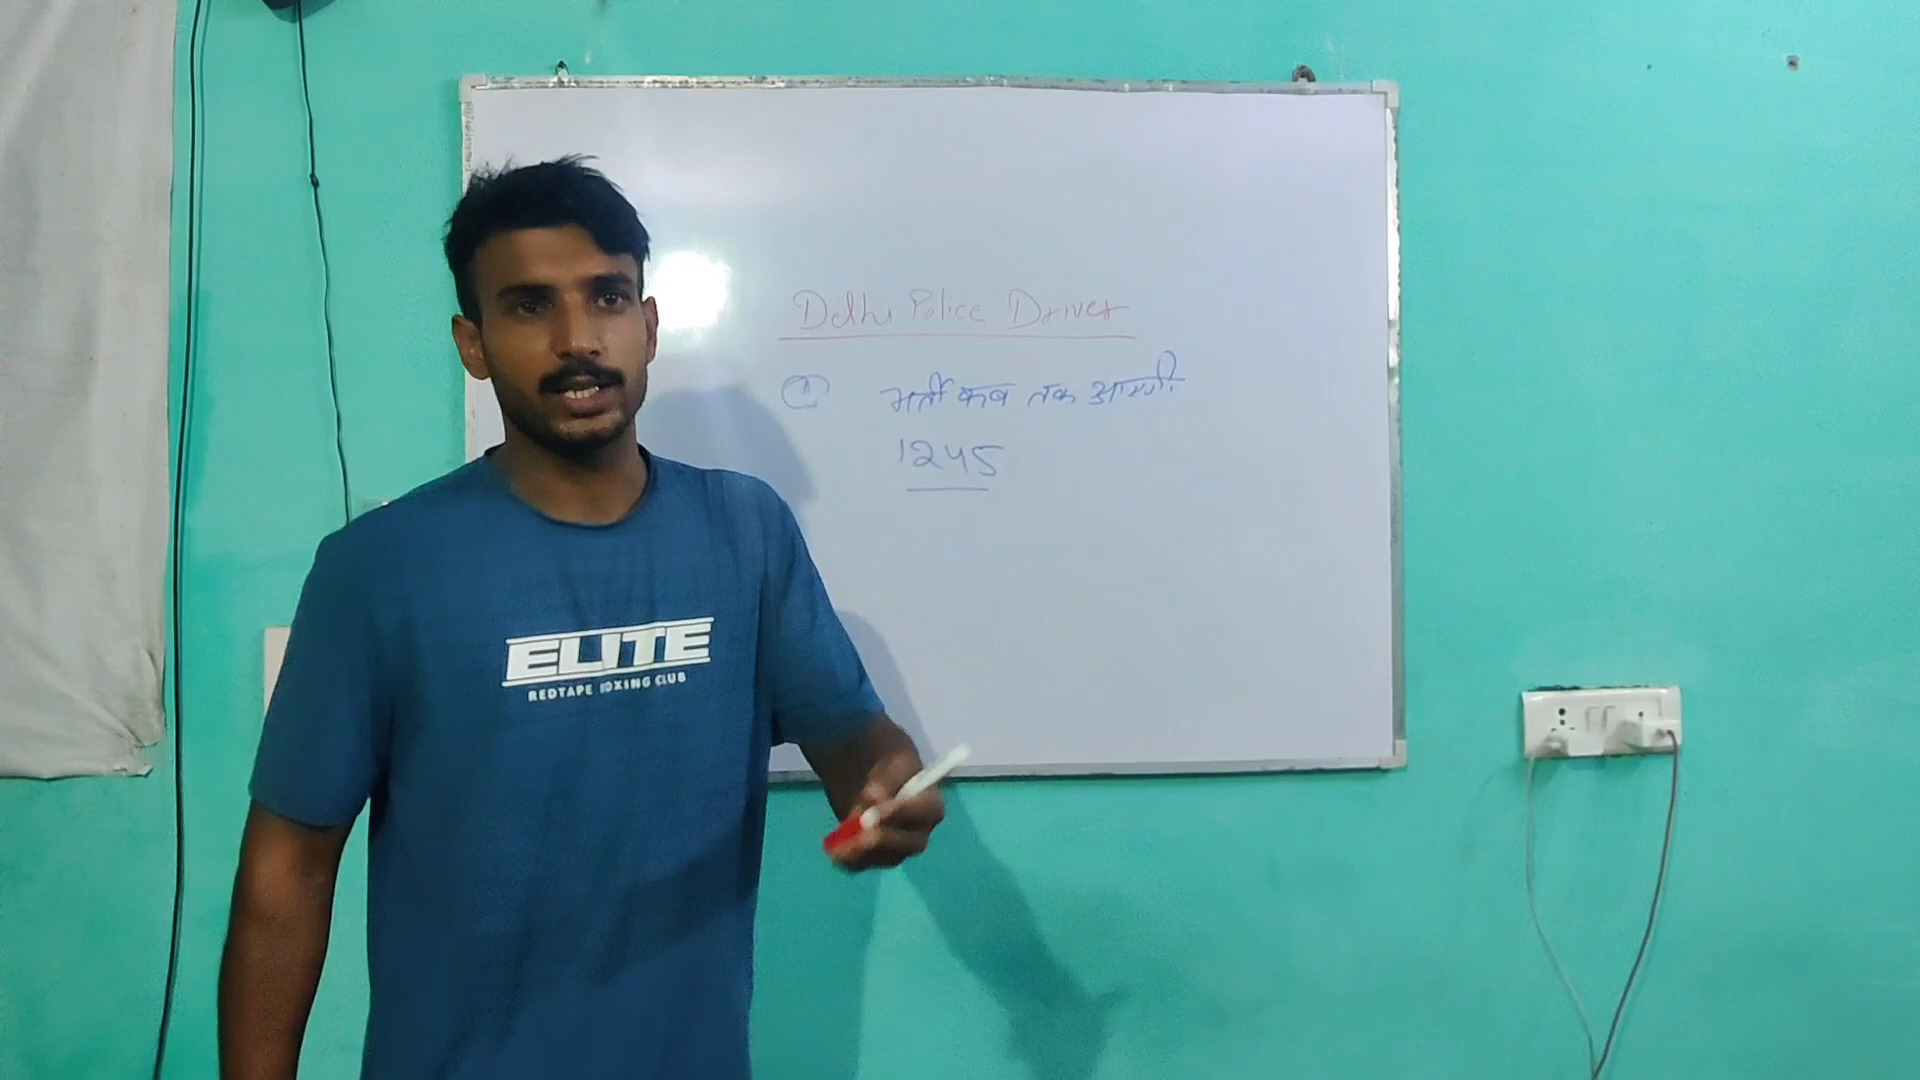 Delhi Police Driver
① भर्ती कब तक आएगी
1245
ELITE
REDTAPE BOXING CLUB